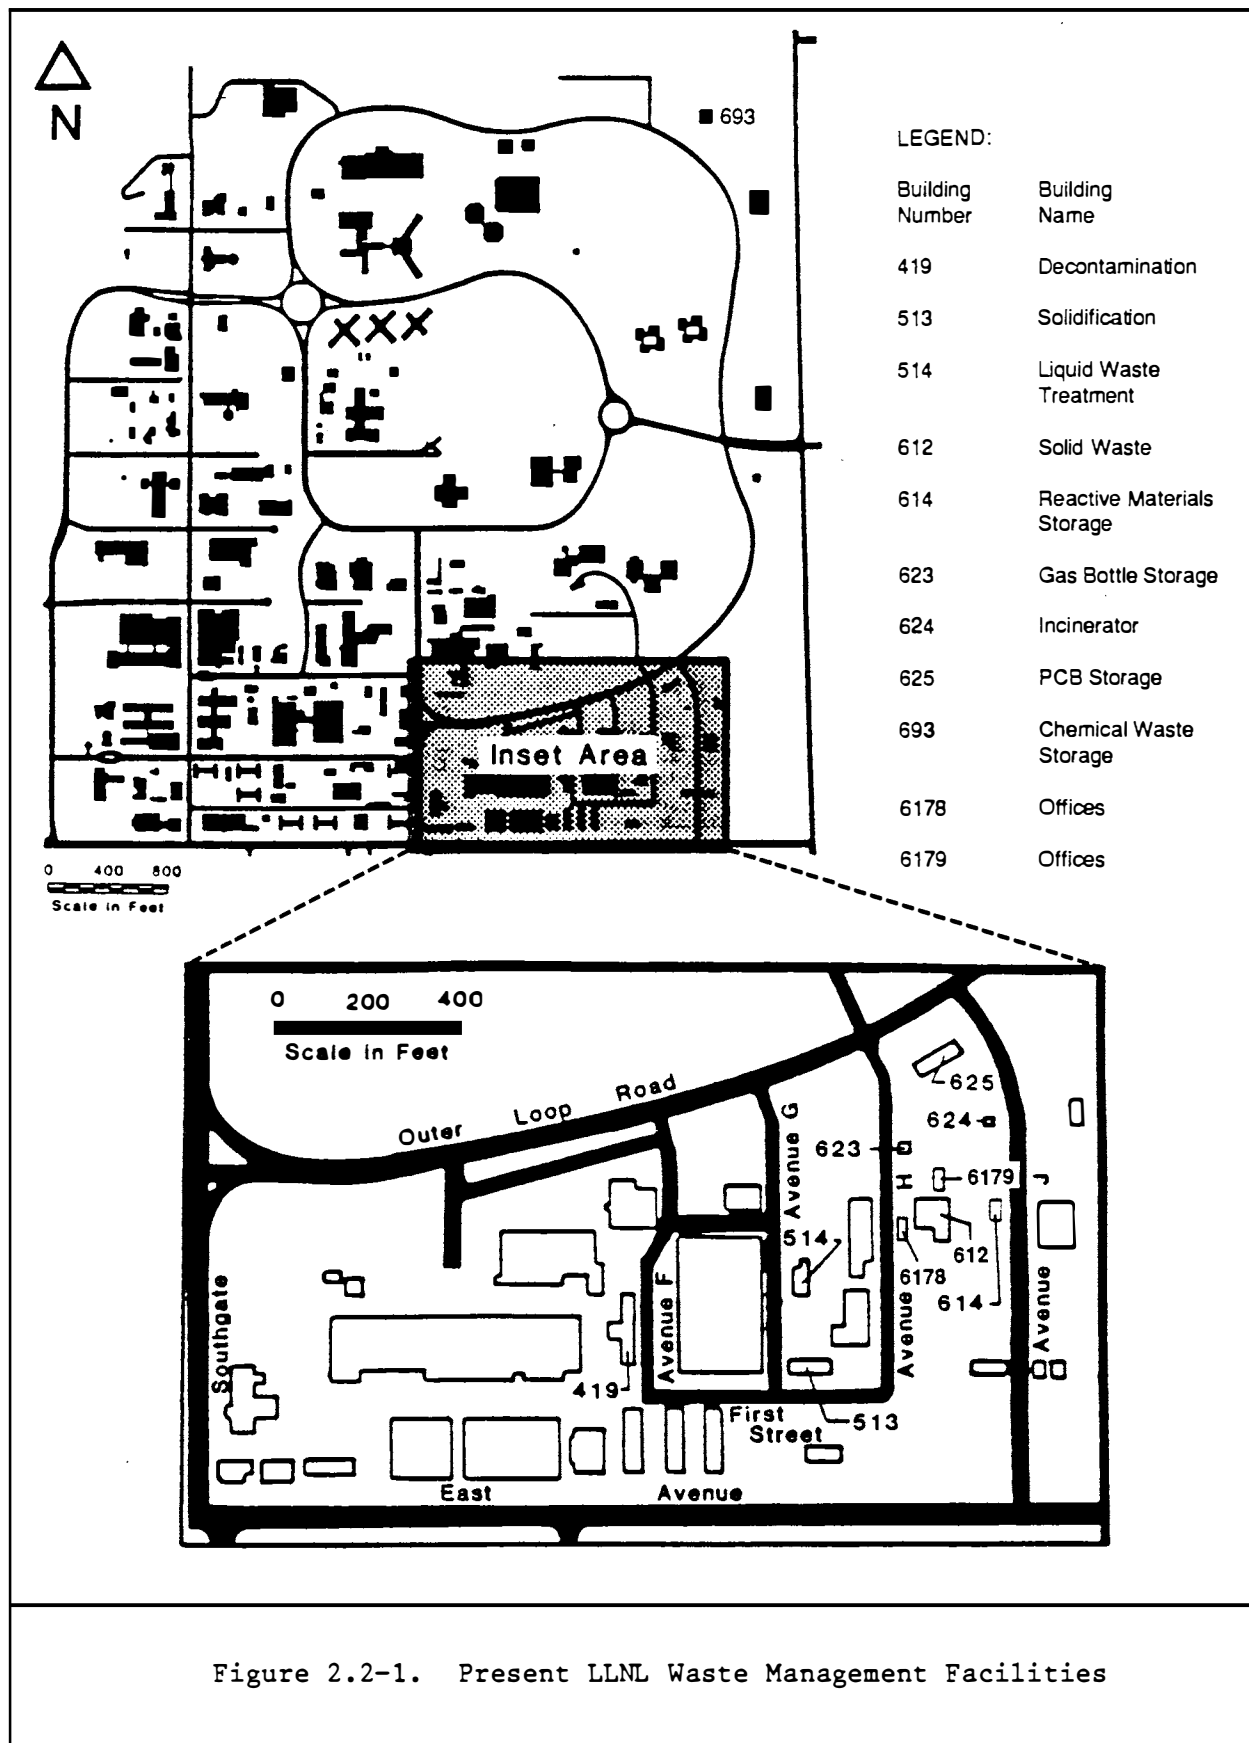 N
693
LEGEND:
Building Number
Building Name
419 Decontamination
513 Solidification
514 Liquid Waste Treatment
612 Solid Waste
614 Reactive Materials Storage
623 Gas Bottle Storage
624 Incinerator
625 PCB Storage
693 Chemical Waste Storage
6178 Offices
6179 Offices
Inset Area
0 400 800
Scale in Feet
0 200 400
Scale in Feet
Outer Loop Road
625
624
623
6179
Avenue G
H
J
514
612
6178
614
Southgate
Avenue F
Avenue
Avenue
419
First
Street
513
East Avenue
Figure 2.2-1. Present LLNL Waste Management Facilities